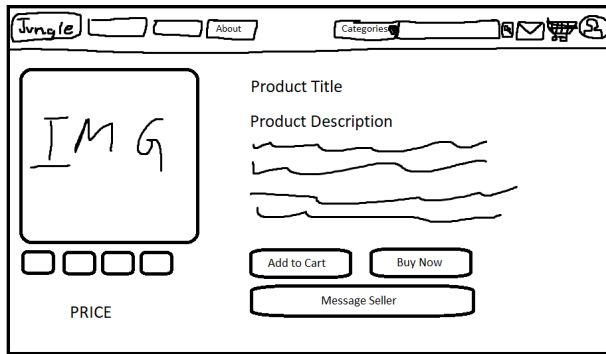 Jungle About Categories
Product Title
IMG
Product Description
Add to Cart Buy Now
Message Seller
PRICE